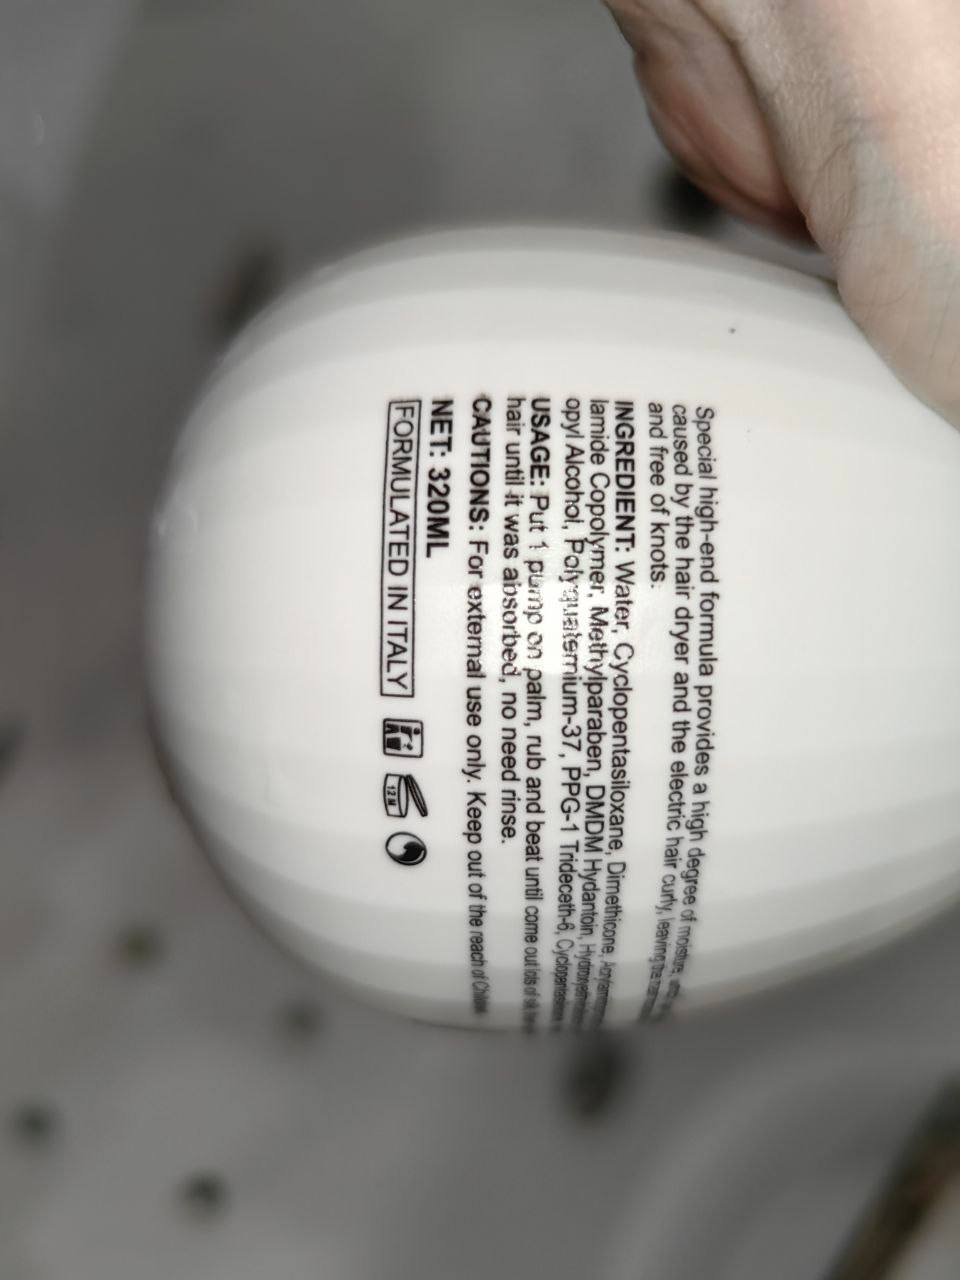 Special high-end formula provides a high degree of moisture,
caused by the hair dryer and the electric hair curly, leaving the
and free of knots.
INGREDIENT: Water, Cyclopentasiloxane, Dimethicone,
lamide Copolymer, Methylparaben, DMDM Hydantoin,
opyl Alcohol, Polyquaternium-37, PPG-1 Trideceth-6,
USAGE: Put 1 pump on palm, rub and beat until come out lots of
hair until it was absorbed, no need rinse.
CAUTIONS: For external use only. Keep out of the reach of
NET: 320ML
FORMULATED IN ITALY
12 M